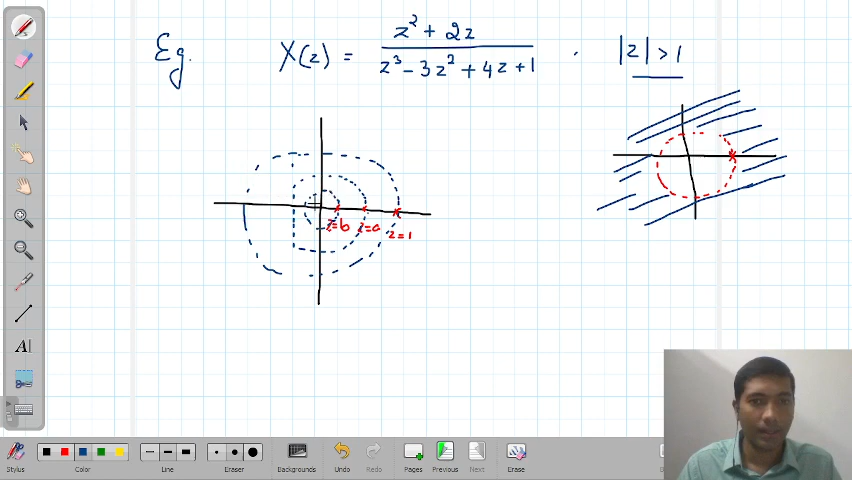 Eg. X(z) = (z² + 2z) / (z³ - 3z² + 4z + 1) . |z| > 1
z=b z=a z=1
A
Stylus Color Line Eraser Backgrounds Undo Redo Pages Previous Next Erase